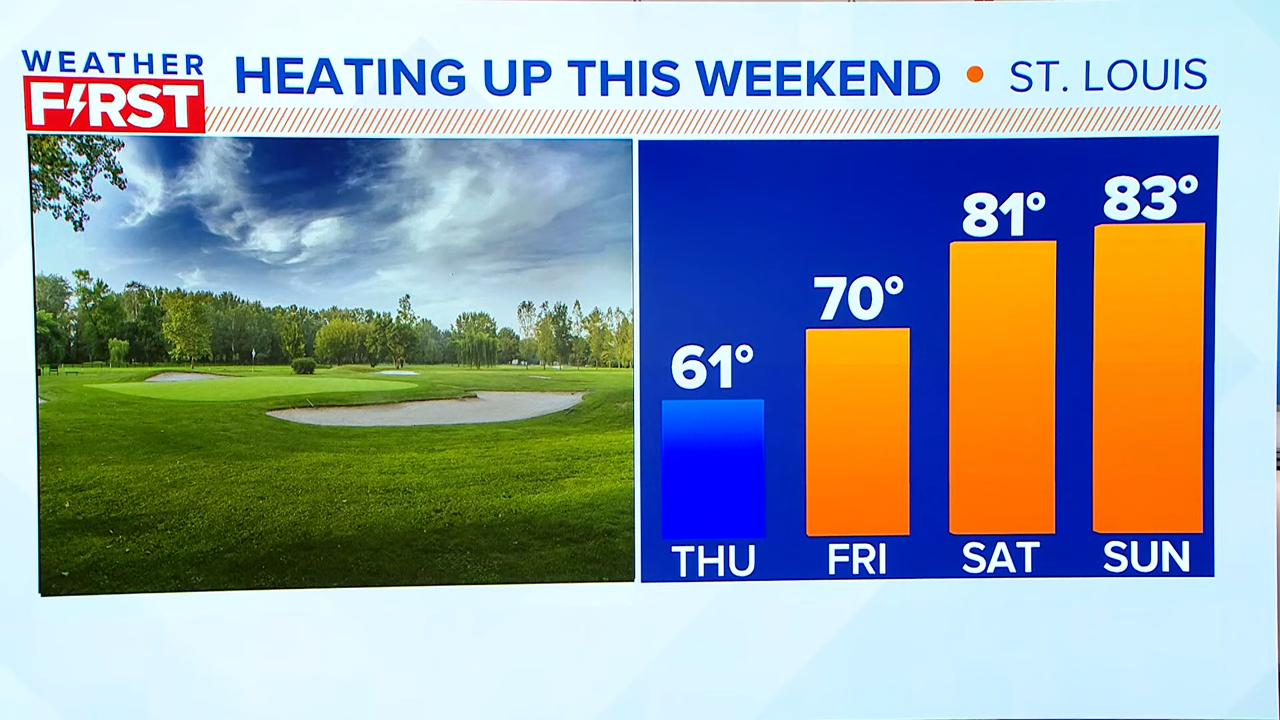 WEATHER
FIRST
HEATING UP THIS WEEKEND • ST. LOUIS
61° 70° 81° 83°
THU FRI SAT SUN